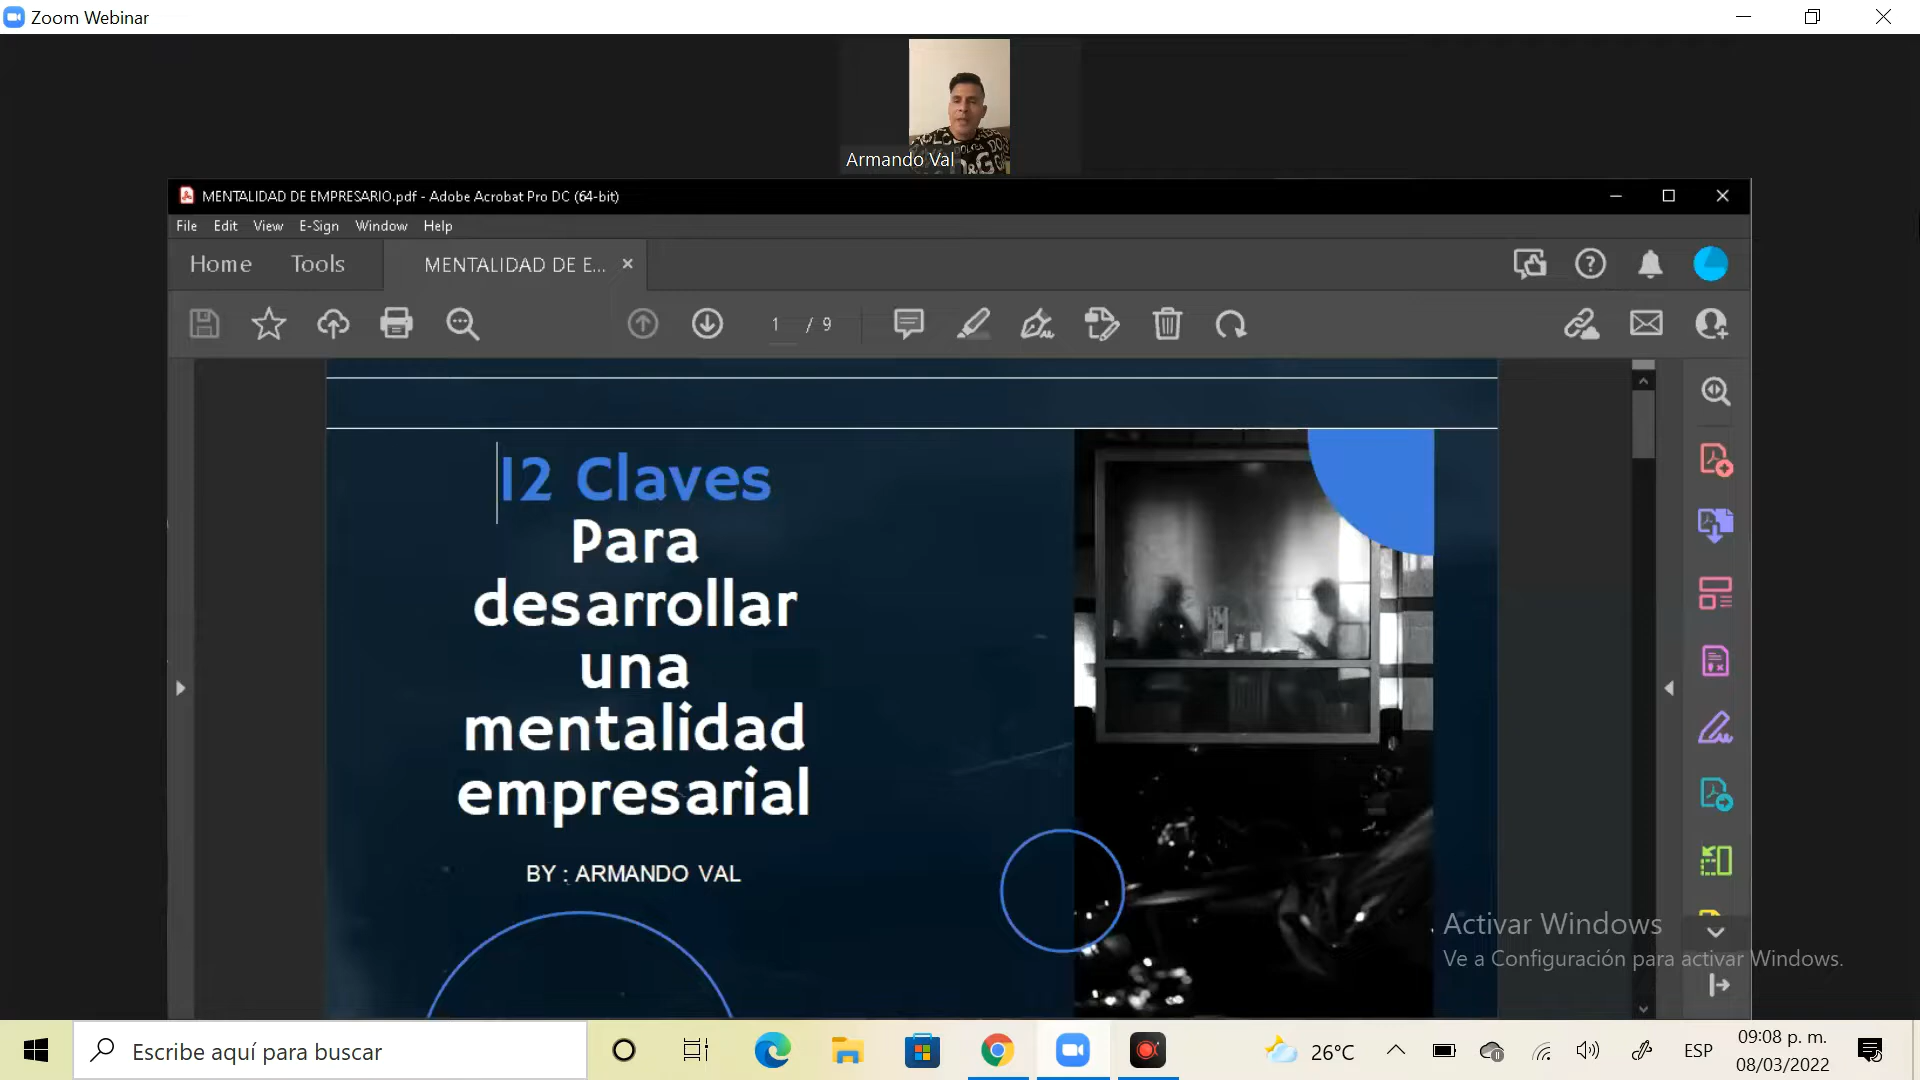 Zoom Webinar
Armando Val
MENTALIDAD DE EMPRESARIO.pdf - Adobe Acrobat Pro DC (64-bit)
File Edit View E-Sign Window Help
Home Tools MENTALIDAD DE E... ×
1 / 9
12 Claves
Para
desarrollar
una
mentalidad
empresarial
BY : ARMANDO VAL
Activar Windows
Ve a Configuración para activar Windows.
Escribe aquí para buscar
26°C
ESP
09:08 p. m.
08/03/2022